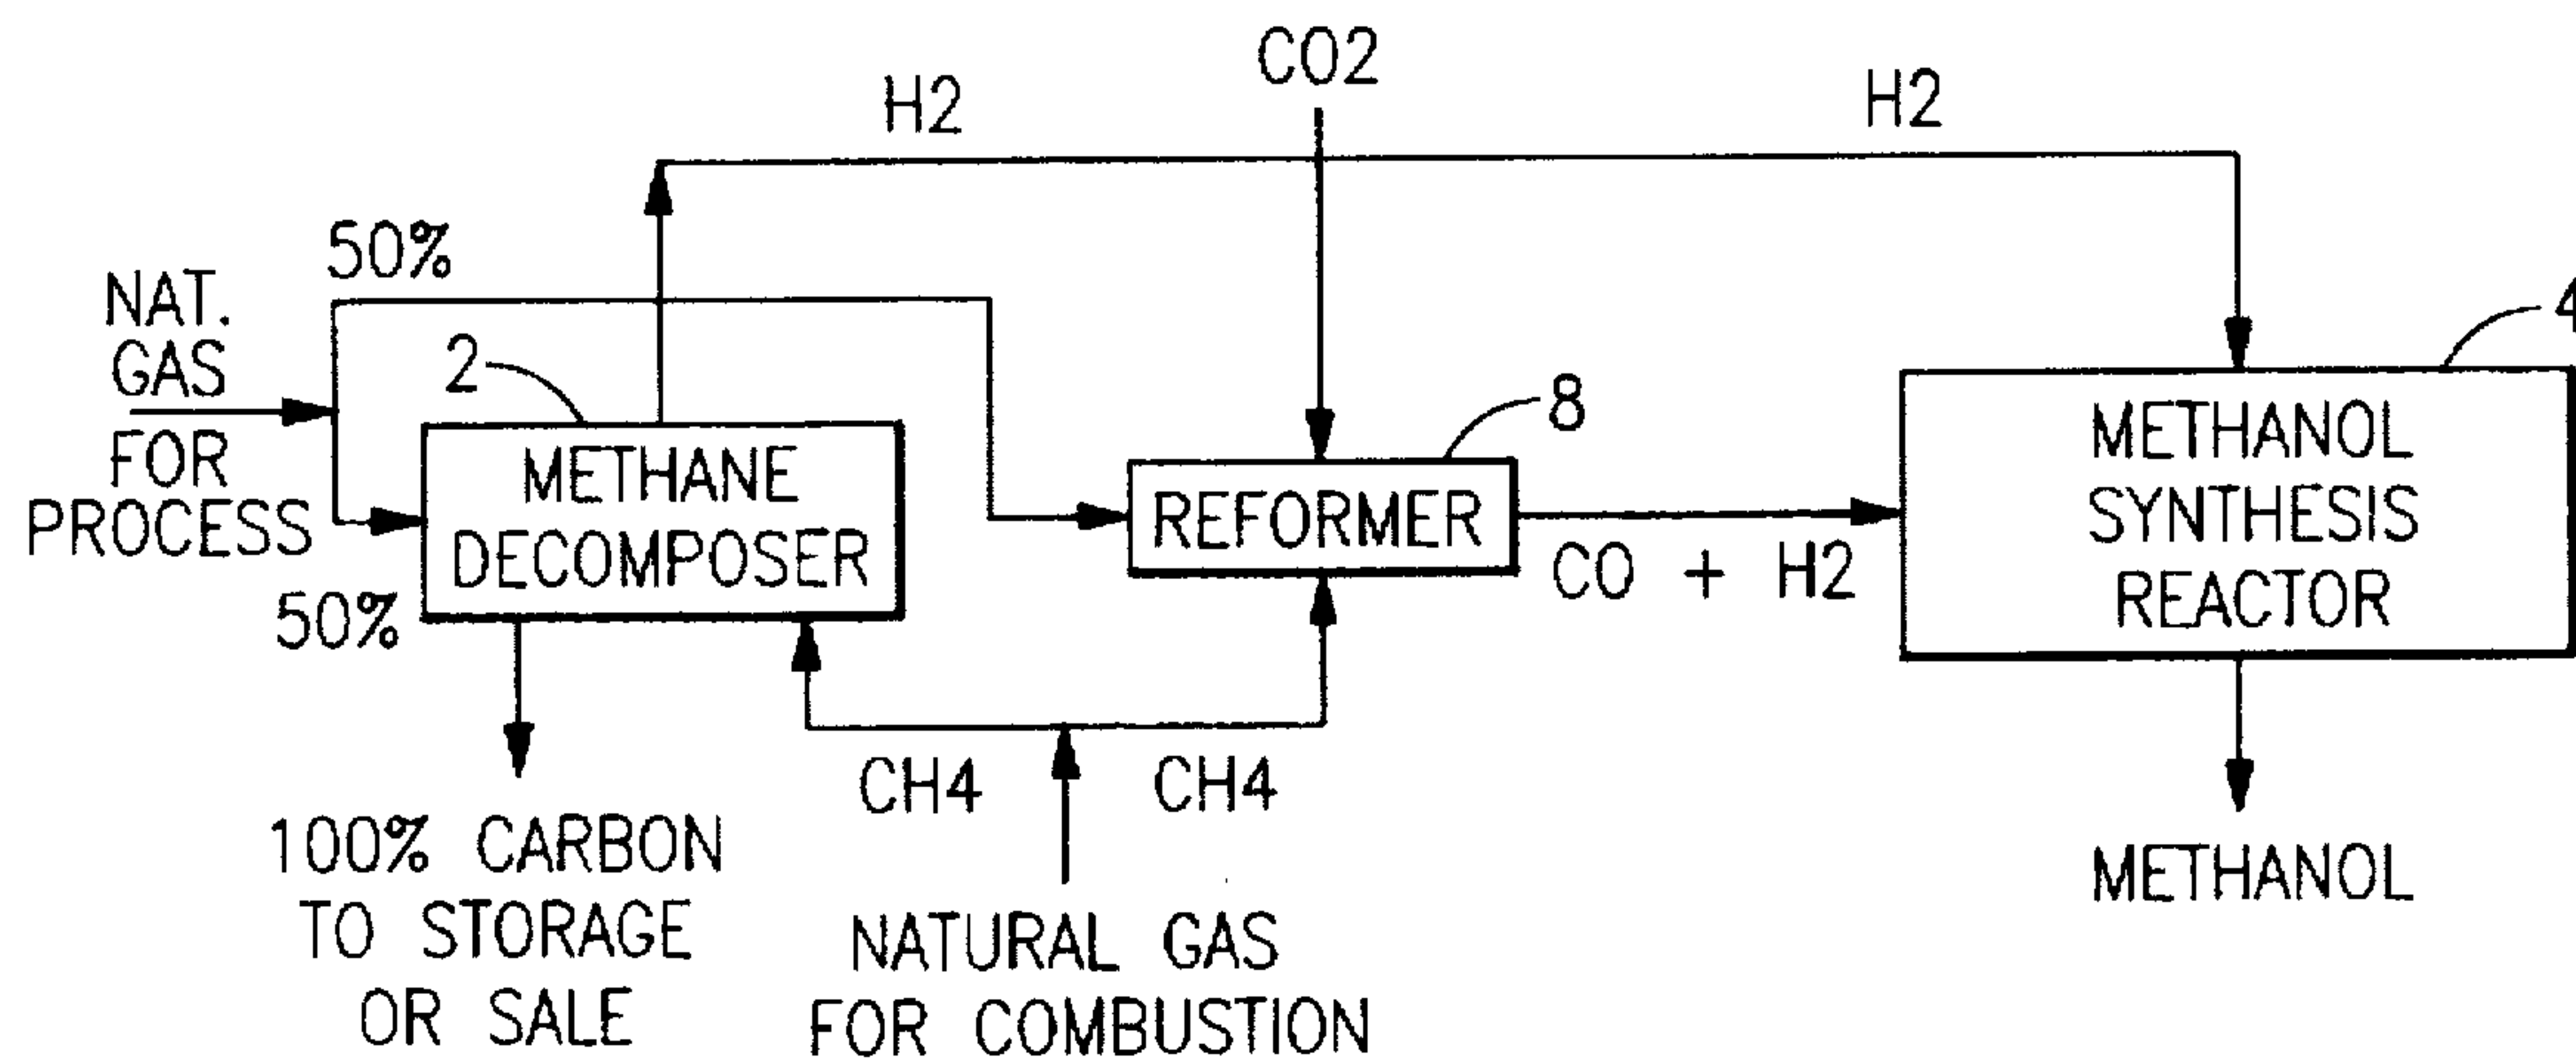 CO2
H2
H2
50%
NAT.
GAS
FOR
PROCESS
2
4
8
METHANE
DECOMPOSER
REFORMER
METHANOL
SYNTHESIS
REACTOR
CO + H2
50%
CH4
CH4
100% CARBON
TO STORAGE
OR SALE
NATURAL GAS
FOR COMBUSTION
METHANOL